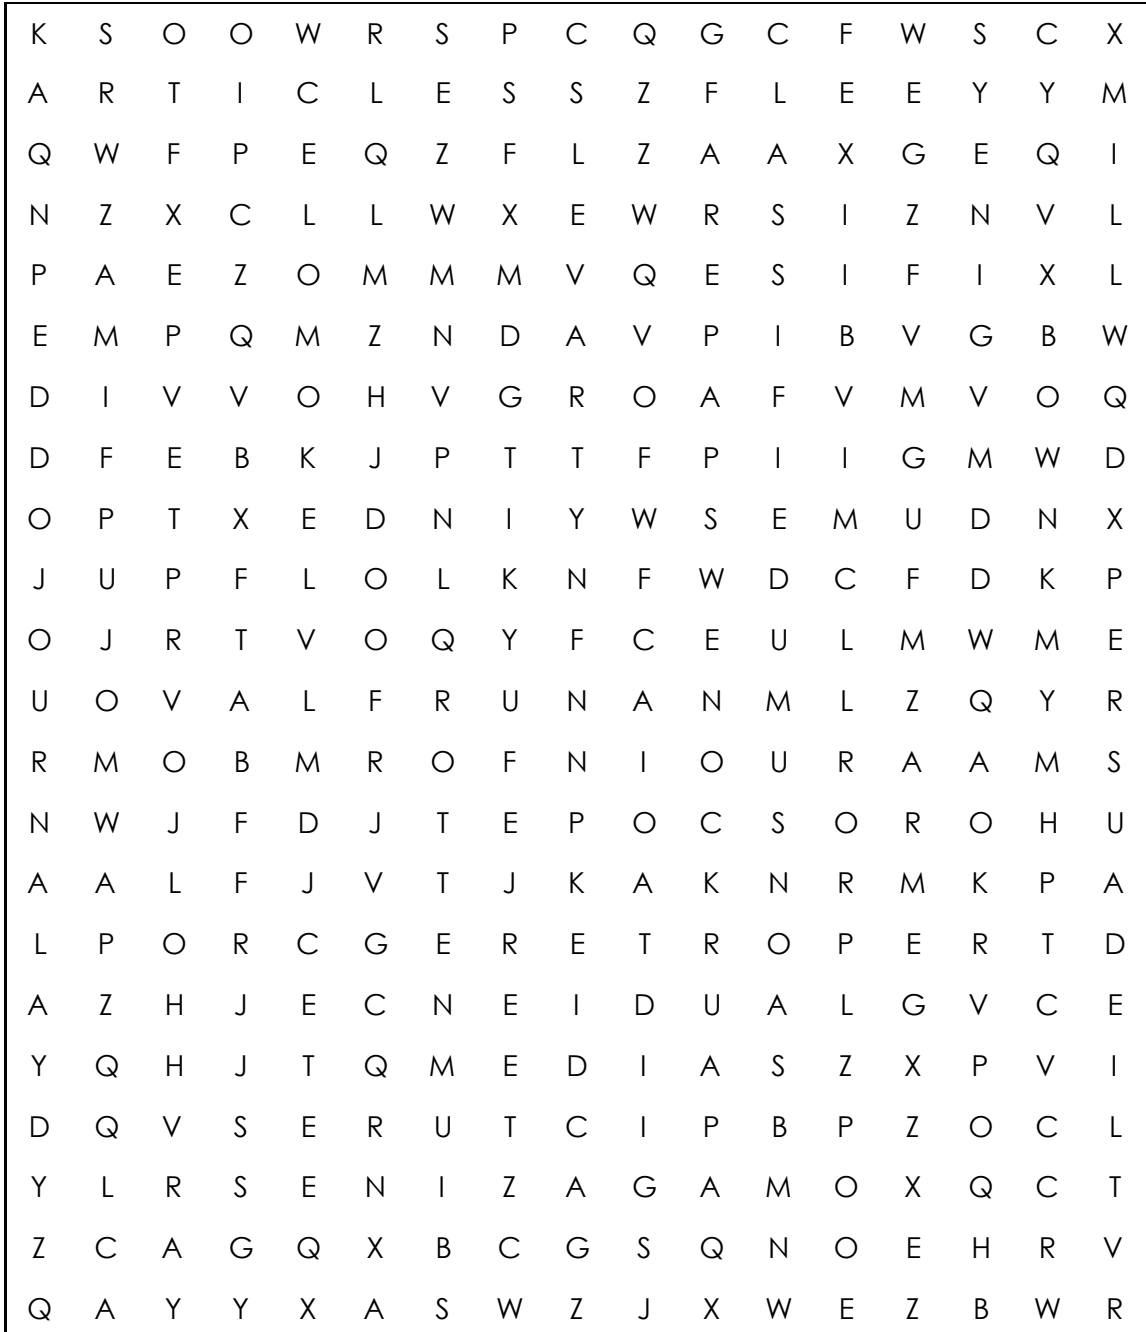 K S O O W R S P C Q G C F W S C X
A R T I C L E S S Z F L E E Y Y M
Q W F P E Q Z F L Z A A X G E Q I
N Z X C L L W X E W R S I Z N V L
P A E Z O M M M V Q E S I F I X L
E M P Q M Z N D A V P I B V G B W
D I V V O H V G R O A F V M V O Q
D F E B K J P T T F P I I G M W D
O P T X E D N I Y W S E M U D N X
J U P F L O L K N F W D C F D K P
O J R T V O Q Y F C E U L M W M E
U O V A L F R U N A N M L Z Q Y R
R M O B M R O F N I O U R A A M S
N W J F D J T E P O C S O R O H U
A A L F J V T J K A K N R M K P A
L P O R C G E R E T R O P E R T D
A Z H J E C N E I D U A L G V C E
Y Q H J T Q M E D I A S Z X P V I
D Q V S E R U T C I P B P Z O C L
Y L R S E N I Z A G A M O X Q C T
Z C A G Q X B C G S Q N O E H R V
Q A Y Y X A S W Z J X W E Z B W R